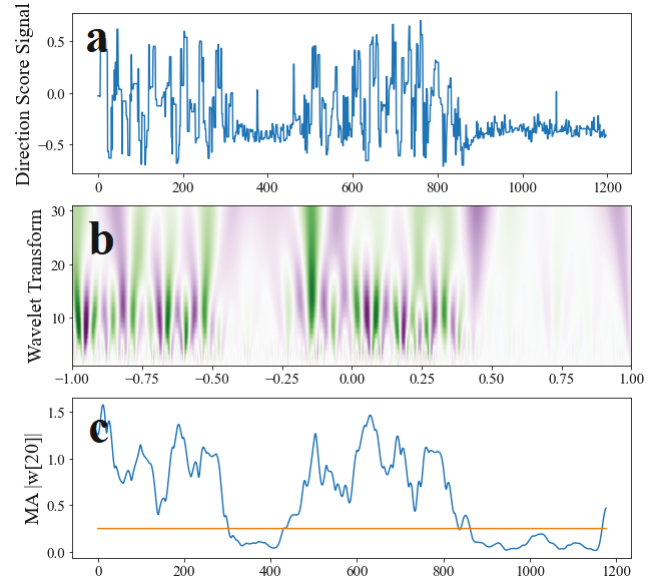 a
Direction Score Signal
0.5
0.0
−0.5
0 200 400 600 800 1000 1200
b
Wavelet Transform
30
20
10
−1.00 −0.75 −0.50 −0.25 0.00 0.25 0.50 0.75 1.00
c
MA |w[20]|
1.5
1.0
0.5
0.0
0 200 400 600 800 1000 1200